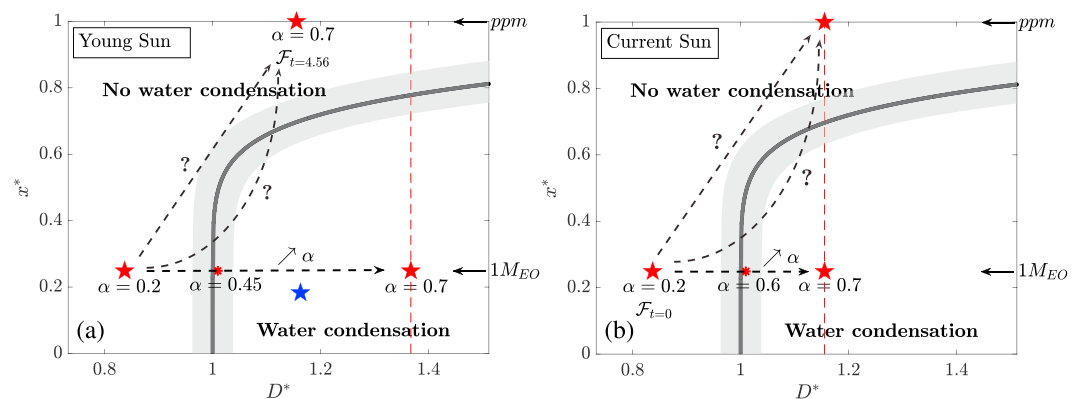 Young Sun
α = 0.7
𝓕t=4.56
No water condensation
?
?
↗ α
α = 0.2
α = 0.45
α = 0.7
(a)
Water condensation
ppm
1M_EO
x*
0
0.2
0.4
0.6
0.8
1
0.8
1
1.2
1.4
D*
Current Sun
No water condensation
?
?
↗ α
α = 0.2
α = 0.6
α = 0.7
𝓕t=0
(b)
Water condensation
ppm
1M_EO
x*
0
0.2
0.4
0.6
0.8
1
0.8
1
1.2
1.4
D*